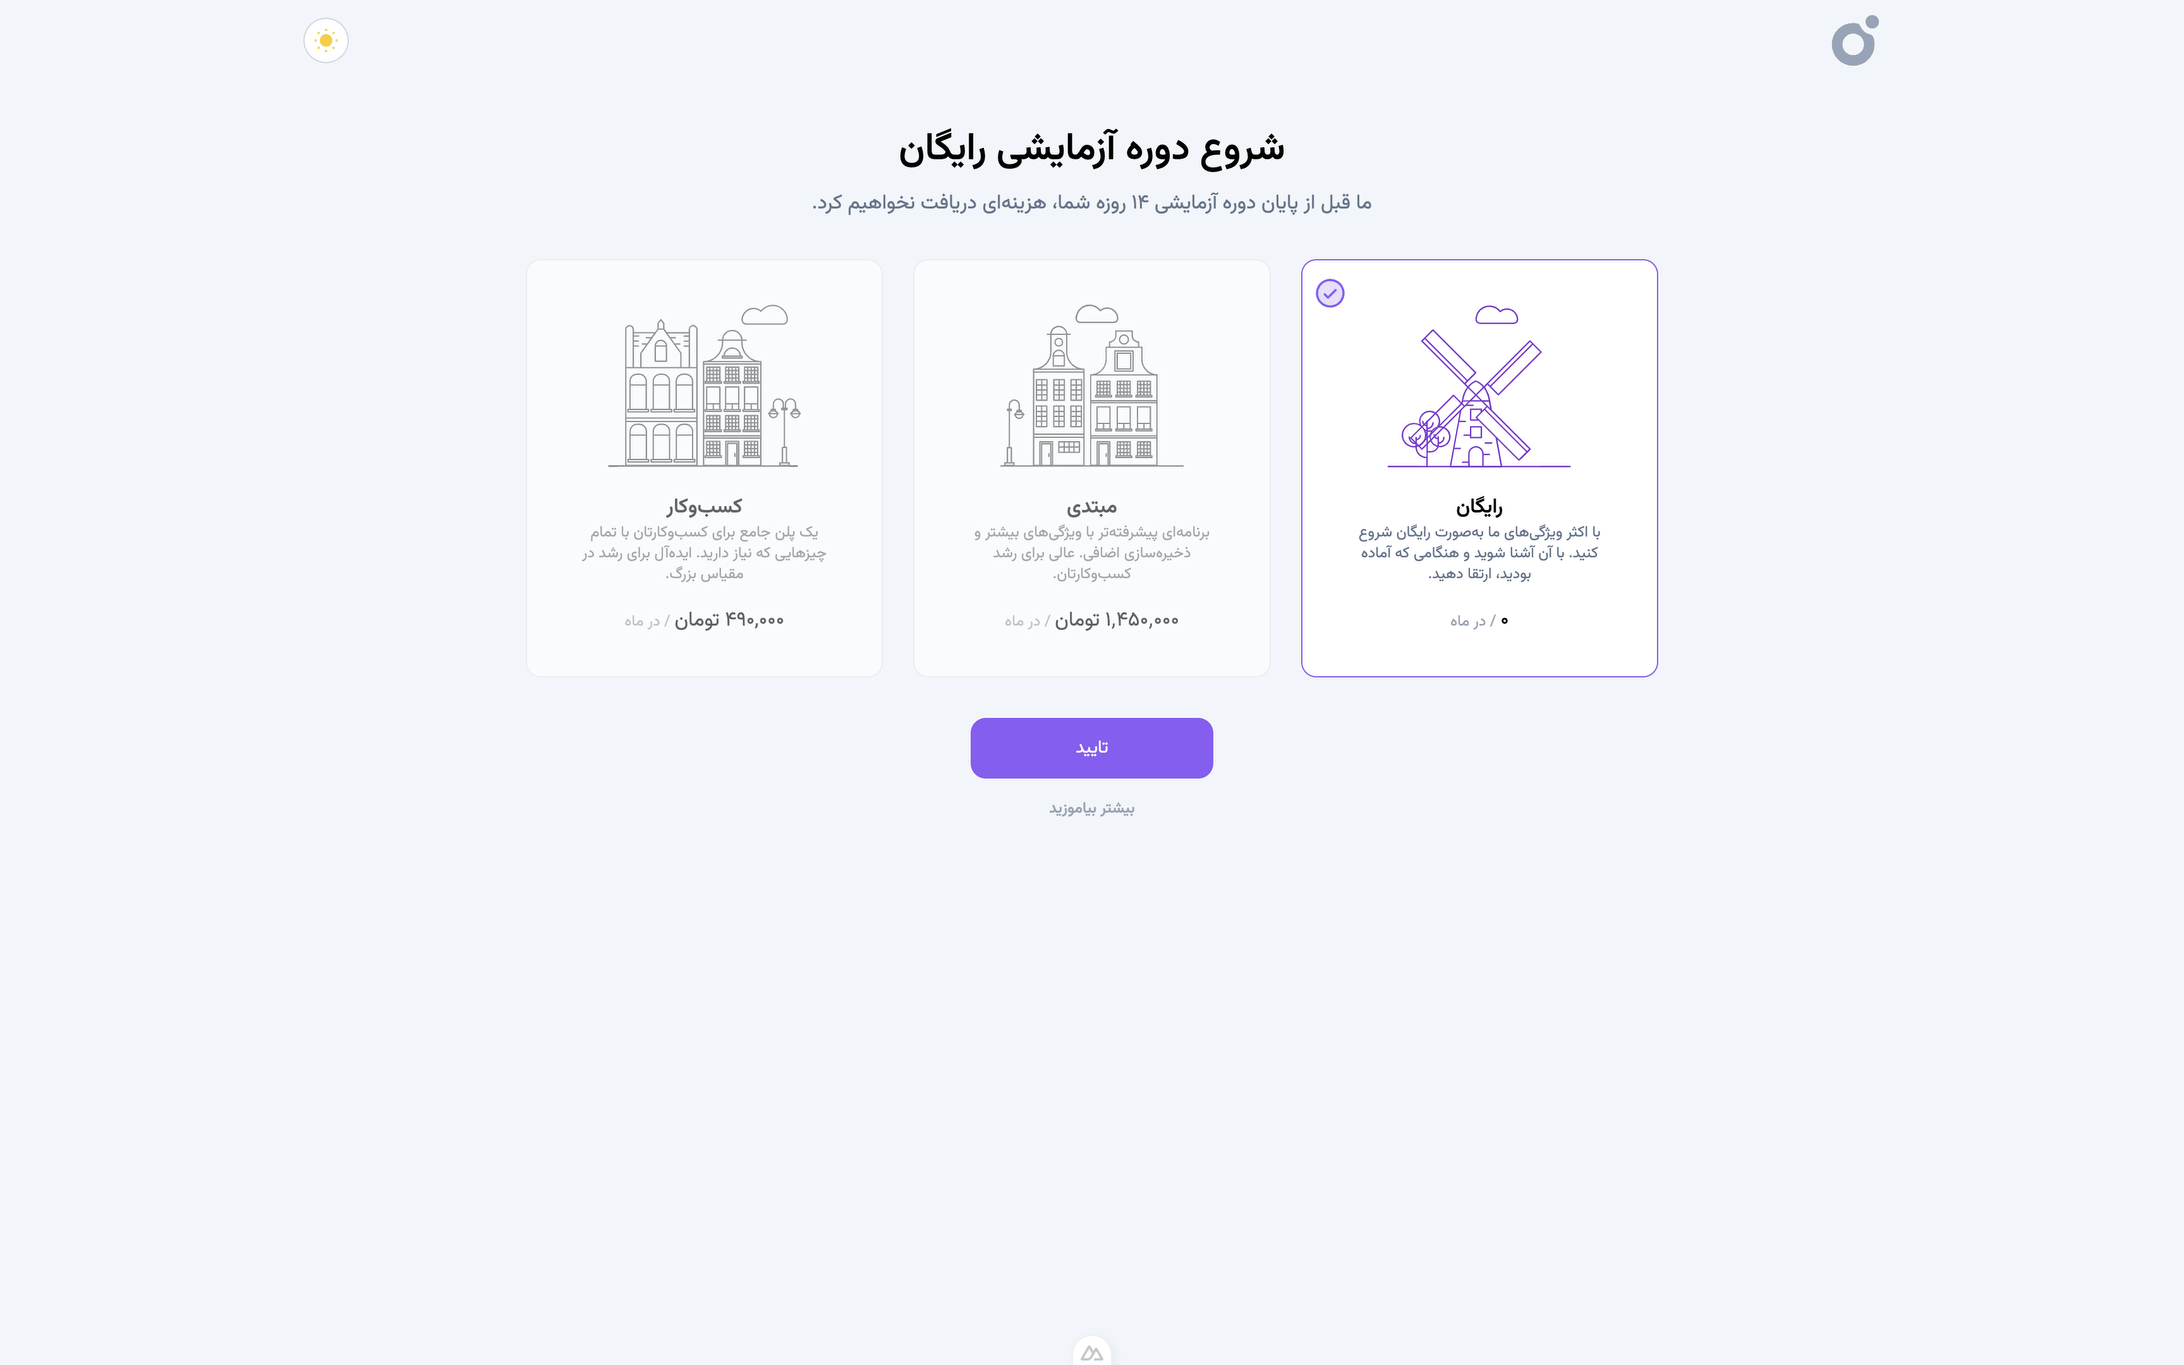 شروع دوره آزمایشی رایگان
ما قبل از پایان دوره آزمایشی ۱۴ روزه شما، هزینه‌ای دریافت نخواهیم کرد.
رایگان
با اکثر ویژگی‌های ما به‌صورت رایگان شروع
کنید. با آن آشنا شوید و هنگامی که آماده
بودید، ارتقا دهید.
۰ / در ماه
مبتدی
برنامه‌ای پیشرفته‌تر با ویژگی‌های بیشتر و
ذخیره‌سازی اضافی. عالی برای رشد
کسب‌وکارتان.
۱,۴۵۰,۰۰۰ تومان / در ماه
کسب‌وکار
یک پلن جامع برای کسب‌وکارتان با تمام
چیزهایی که نیاز دارید. ایده‌آل برای رشد در
مقیاس بزرگ.
۴۹۰,۰۰۰ تومان / در ماه
تایید
بیشتر بیاموزید